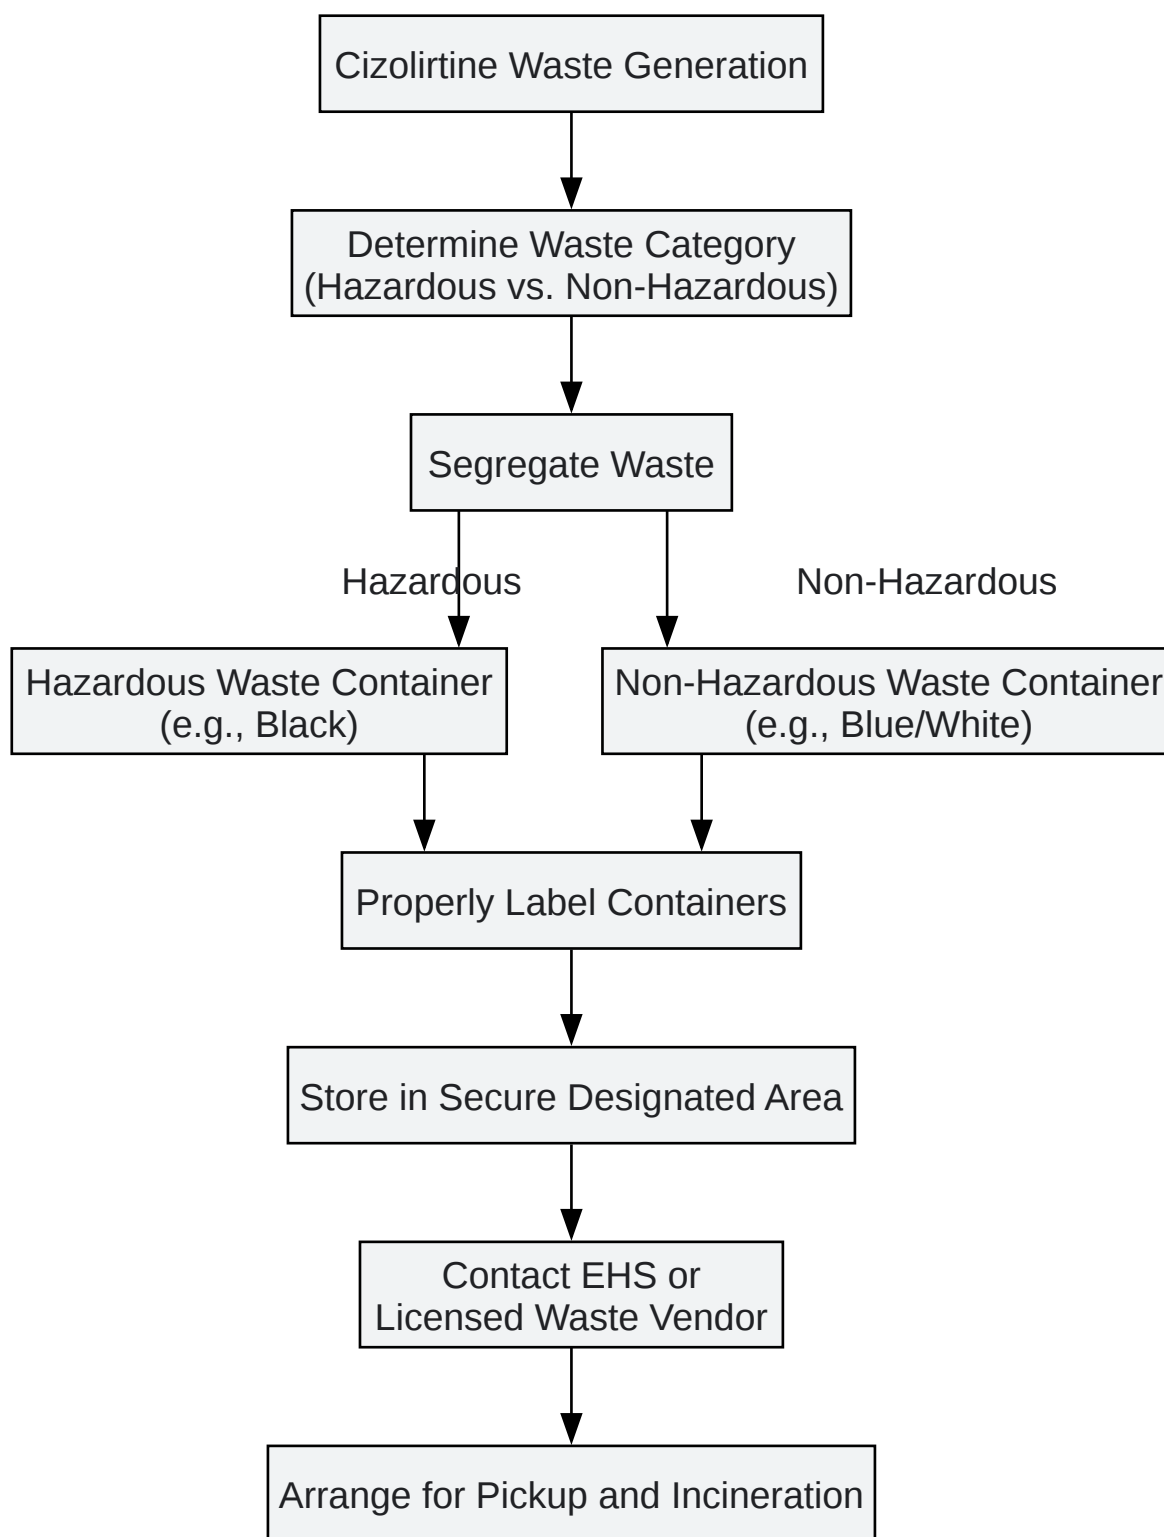 Cizolirtine Waste Generation
Determine Waste Category
(Hazardous vs. Non-Hazardous)
Segregate Waste
Hazardous
Non-Hazardous
Hazardous Waste Container
(e.g., Black)
Non-Hazardous Waste Container
(e.g., Blue/White)
Properly Label Containers
Store in Secure Designated Area
Contact EHS or
Licensed Waste Vendor
Arrange for Pickup and Incineration